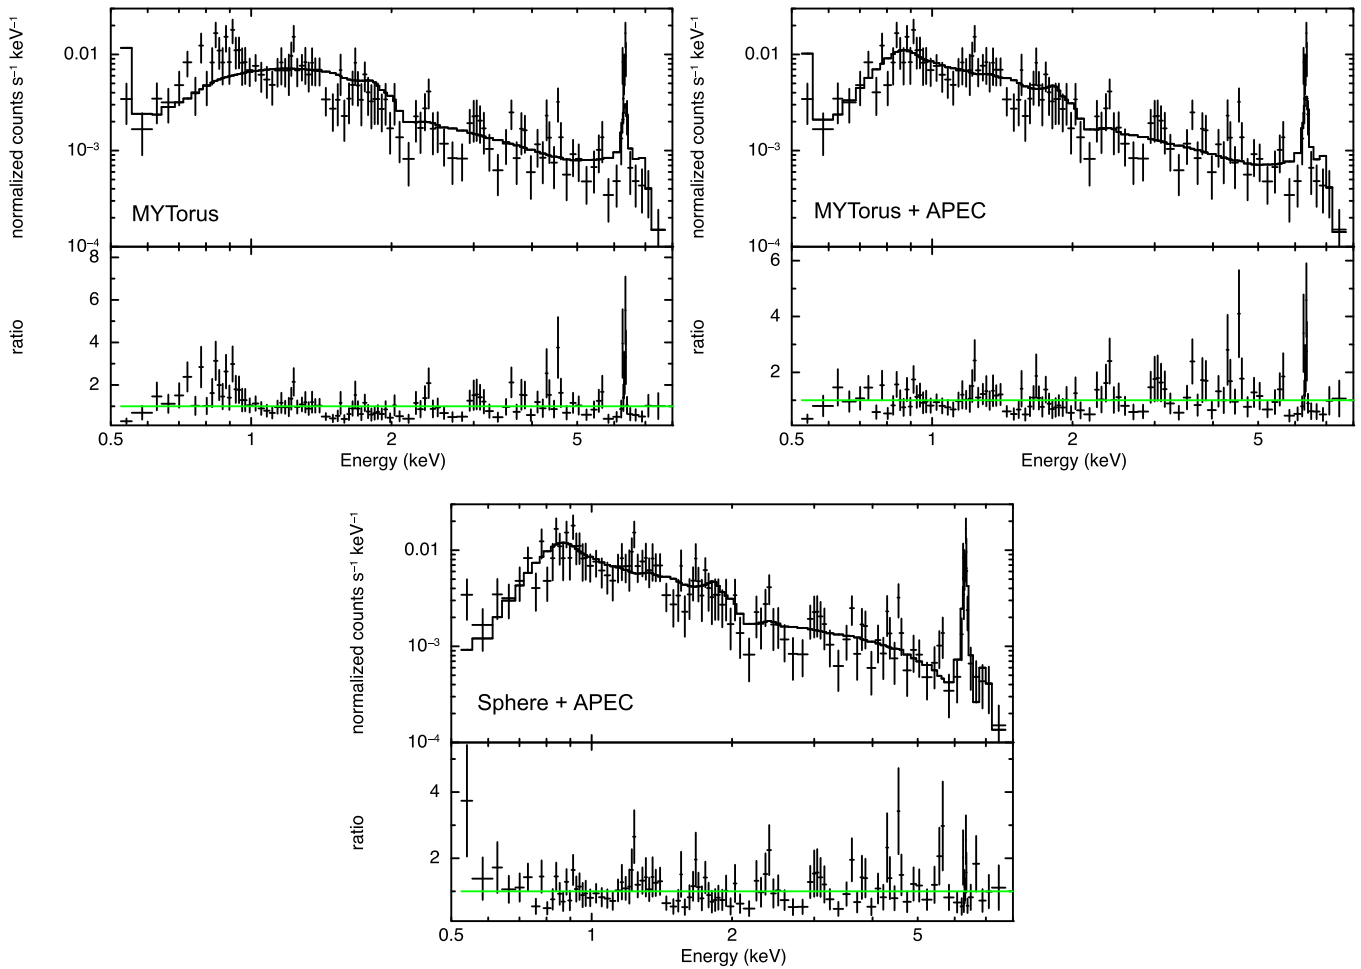 normalized counts s⁻¹ keV⁻¹
0.01
10⁻³
10⁻⁴
MYTorus
ratio
8
6
4
2
0.5 1 2 5
Energy (keV)
normalized counts s⁻¹ keV⁻¹
0.01
10⁻³
10⁻⁴
MYTorus + APEC
ratio
6
4
2
0.5 1 2 5
Energy (keV)
normalized counts s⁻¹ keV⁻¹
0.01
10⁻³
10⁻⁴
Sphere + APEC
ratio
4
2
0.5 1 2 5
Energy (keV)